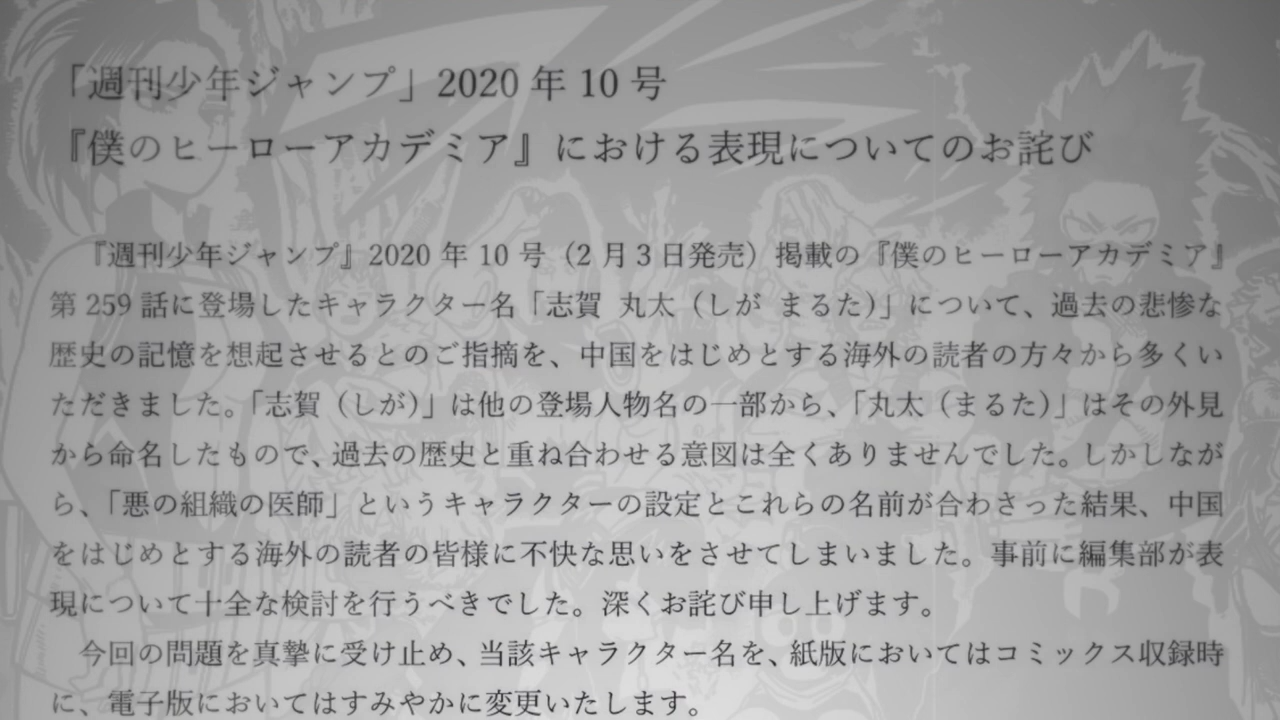 「週刊少年ジャンプ」2020 年 10 号
『僕のヒーローアカデミア』における表現についてのお詫び
『週刊少年ジャンプ』2020 年 10 号（2 月 3 日発売）掲載の『僕のヒーローアカデミア』
第 259 話に登場したキャラクター名「志賀 丸太（しが まるた）」について、過去の悲惨な
歴史の記憶を想起させるとのご指摘を、中国をはじめとする海外の読者の方々から多くい
ただきました。「志賀（しが）」は他の登場人物名の一部から、「丸太（まるた）」はその外見
から命名したもので、過去の歴史と重ね合わせる意図は全くありませんでした。しかしなが
ら、「悪の組織の医師」というキャラクターの設定とこれらの名前が合わさった結果、中国
をはじめとする海外の読者の皆様に不快な思いをさせてしまいました。事前に編集部が表
現について十全な検討を行うべきでした。深くお詫び申し上げます。
今回の問題を真摯に受け止め、当該キャラクター名を、紙版においてはコミックス収録時
に、電子版においてはすみやかに変更いたします。